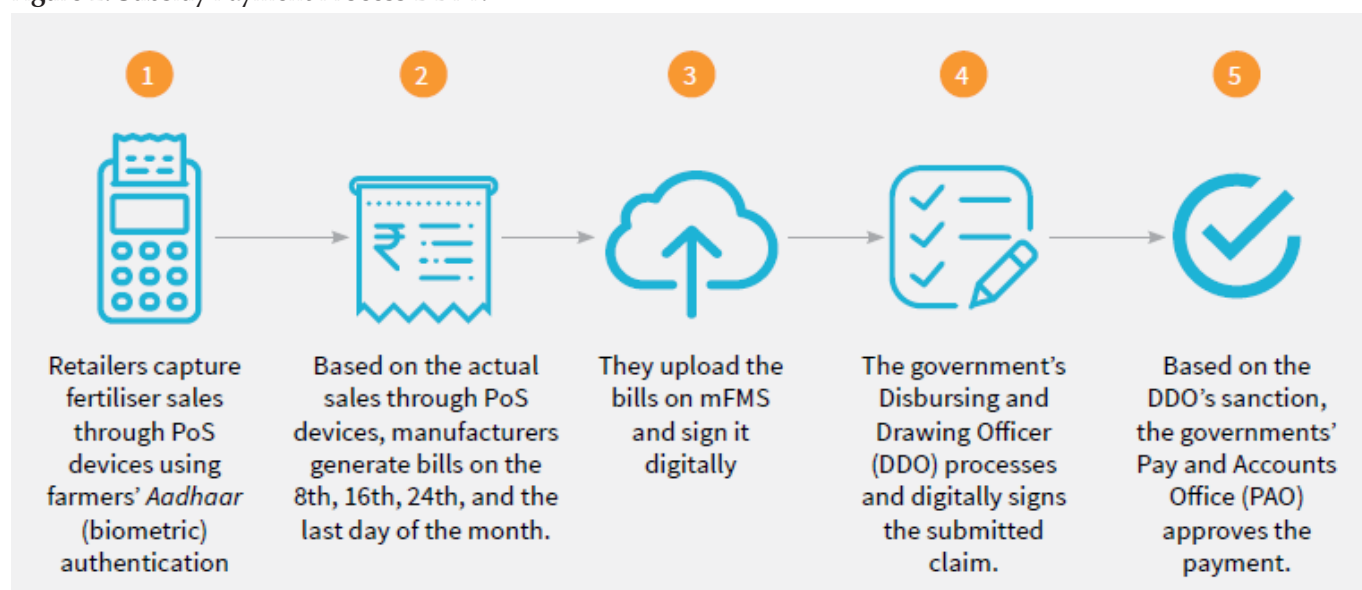 1
2
3
4
5
₹
Retailers capture
fertiliser sales
through PoS
devices using
farmers’ Aadhaar
(biometric)
authentication
Based on the actual
sales through PoS
devices, manufacturers
generate bills on the
8th, 16th, 24th, and the
last day of the month.
They upload the
bills on mFMS
and sign it
digitally
The government’s
Disbursing and
Drawing Officer
(DDO) processes
and digitally signs
the submitted
claim.
Based on the
DDO’s sanction,
the governments’
Pay and Accounts
Office (PAO)
approves the
payment.